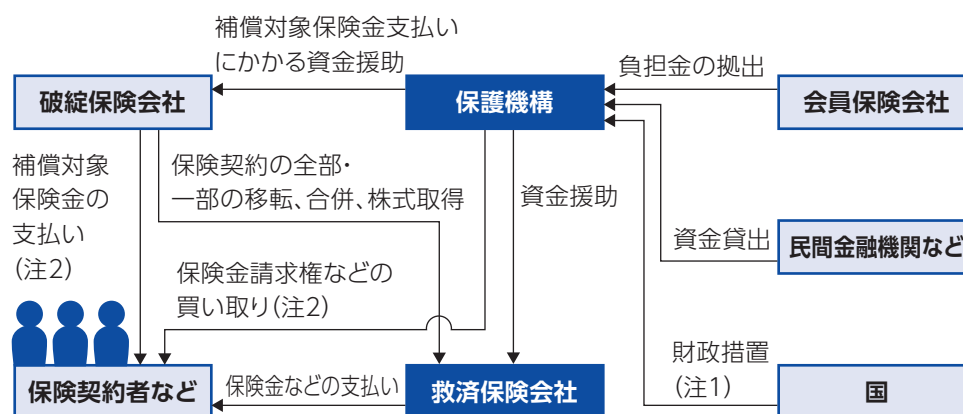 補償対象保険金支払い
にかかる資金援助
負担金の拠出
破綻保険会社
保護機構
会員保険会社
補償対象
保険金の
支払い
(注2)
保険契約の全部・
一部の移転、合併、株式取得
資金援助
資金貸出
民間金融機関など
保険金請求権などの
買い取り(注2)
財政措置
(注1)
保険契約者など
保険金などの支払い
救済保険会社
国